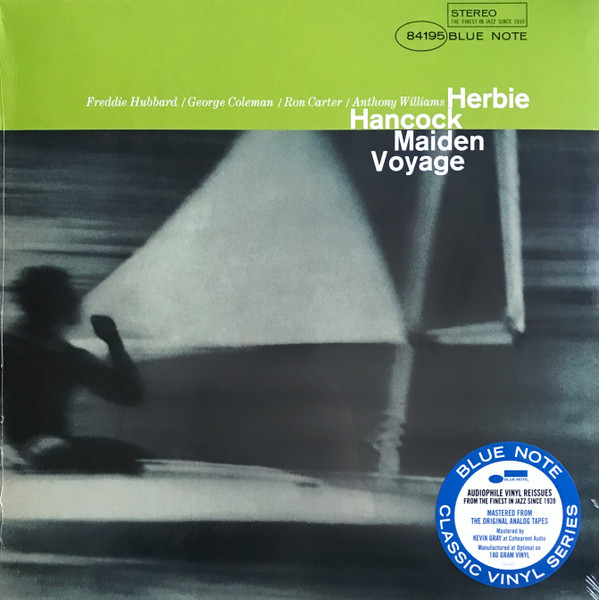 STEREO
THE FINEST IN JAZZ SINCE 1939
84195 BLUE NOTE
Freddie Hubbard / George Coleman / Ron Carter / Anthony Williams Herbie
Hancock
Maiden
Voyage
BLUE NOTE
BLUE NOTE
AUDIOPHILE VINYL REISSUES
FROM THE FINEST IN JAZZ SINCE 1939
MASTERED FROM
THE ORIGINAL ANALOG TAPES
Mastered by
KEVIN GRAY at Cohearent Audio
Manufactured at Optimal on
180 GRAM VINYL
CLASSIC VINYL SERIES